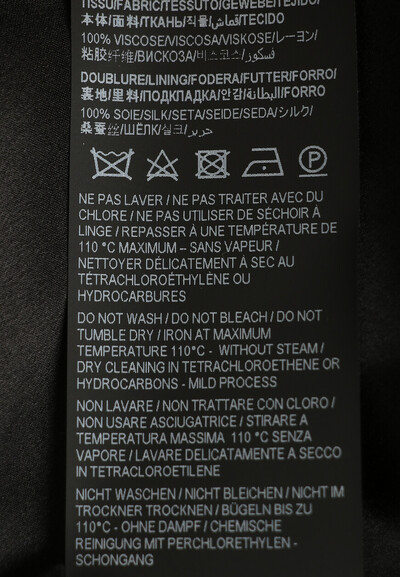 TISSU/FABRIC/TESSUTO/GEWEBE/TEJIDO/
本体/面料/ТКАНЬ/직물/قماش/TECIDO
100% VISCOSE/VISCOSA/VISKOSE/レーヨン/
粘胶纤维/ВИСКОЗА/비스코스/فسكوز
DOUBLURE/LINING/FODERA/FUTTER/FORRO/
裏地/里料/ПОДКЛАДКА/안감/البطانة/FORRO
100% SOIE/SILK/SETA/SEIDE/SEDA/シルク/
桑蚕丝/ШЁЛК/실크/حرير
P
NE PAS LAVER / NE PAS TRAITER AVEC DU
CHLORE / NE PAS UTILISER DE SÉCHOIR À
LINGE / REPASSER À UNE TEMPÉRATURE DE
110 °C MAXIMUM – SANS VAPEUR /
NETTOYER DÉLICATEMENT À SEC AU
TÉTRACHLOROÉTHYLÈNE OU
HYDROCARBURES
DO NOT WASH / DO NOT BLEACH / DO NOT
TUMBLE DRY / IRON AT MAXIMUM
TEMPERATURE 110°C - WITHOUT STEAM /
DRY CLEANING IN TETRACHLOROETHENE OR
HYDROCARBONS - MILD PROCESS
NON LAVARE / NON TRATTARE CON CLORO /
NON USARE ASCIUGATRICE / STIRARE A
TEMPERATURA MASSIMA 110 °C SENZA
VAPORE / LAVARE DELICATAMENTE A SECCO
IN TETRACLOROETILENE
NICHT WASCHEN / NICHT BLEICHEN / NICHT IM
TROCKNER TROCKNEN / BÜGELN BIS ZU
110°C - OHNE DAMPF / CHEMISCHE
REINIGUNG MIT PERCHLORETHYLEN -
SCHONGANG